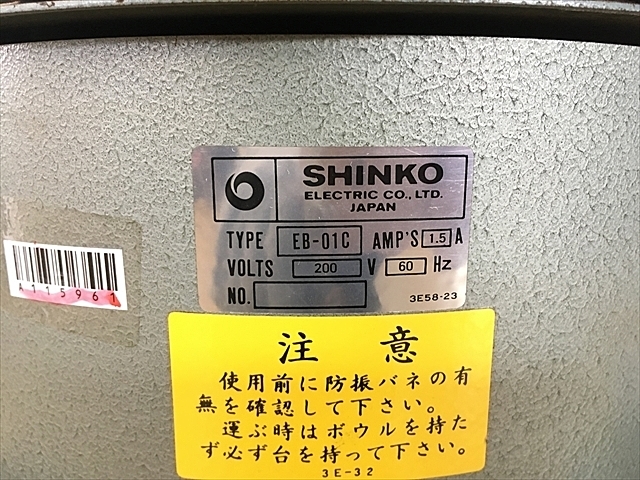 SHINKO
ELECTRIC CO., LTD.
JAPAN
TYPE EB-01C AMP'S 1.5 A
VOLTS 200 V 60 Hz
NO.
3E58-23
A115961
注意
使用前に防振バネの有
無を確認して下さい。
運ぶ時はボウルを持た
ず必ず台を持って下さい。
3E-32